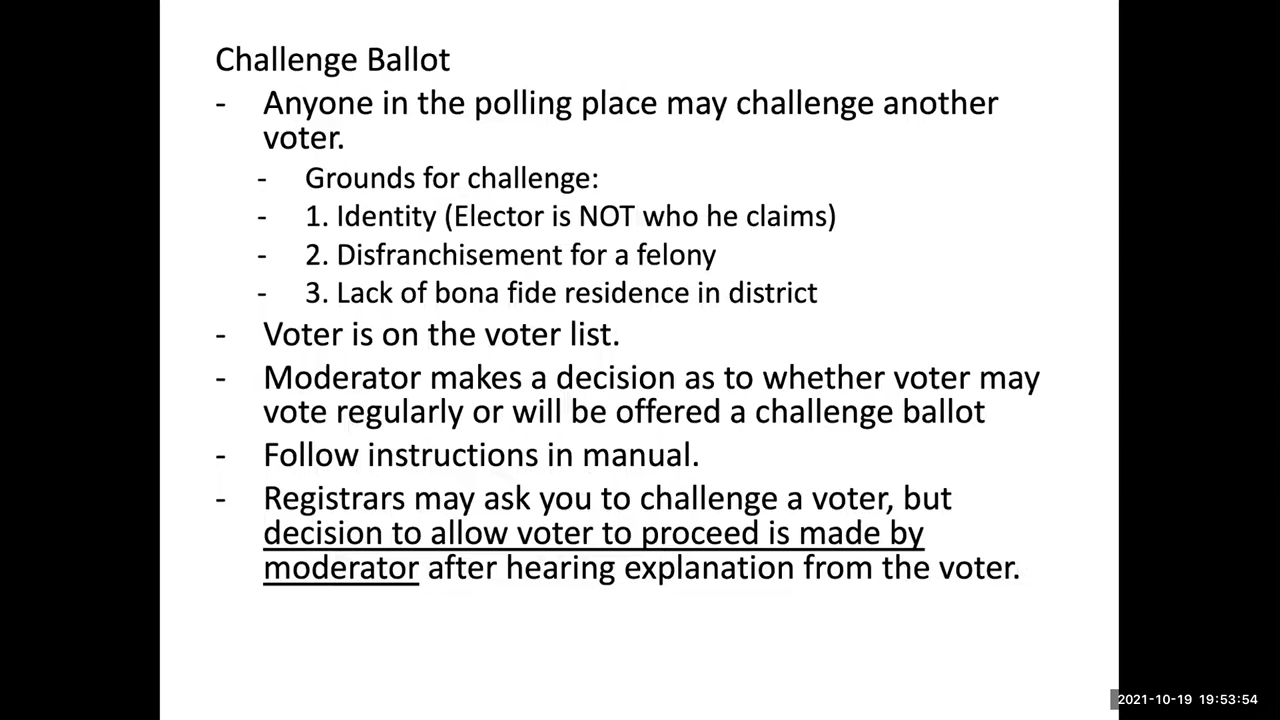 Challenge Ballot
- Anyone in the polling place may challenge another
voter.
- Grounds for challenge:
- 1. Identity (Elector is NOT who he claims)
- 2. Disfranchisement for a felony
- 3. Lack of bona fide residence in district
- Voter is on the voter list.
- Moderator makes a decision as to whether voter may
vote regularly or will be offered a challenge ballot
- Follow instructions in manual.
- Registrars may ask you to challenge a voter, but
decision to allow voter to proceed is made by
moderator after hearing explanation from the voter.
2021-10-19 19:53:54